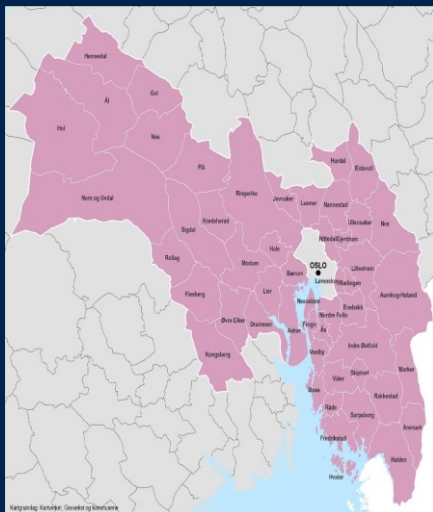 Hemsedal
Gol
Ål
Hol
Nes
Flå
Nore og Uvdal
Ringerike
Jevnaker
Lunner
Hurdal
Eidsvoll
Nannestad
Ullensaker
Nes
Sigdal
Krødsherad
Nittedal
Gjerdrum
Hole
OSLO
Rollag
Modum
Bærum
Lillestrøm
Aurskog-Høland
Flesberg
Lier
Nesodden
Enebakk
Nordre Follo
Øvre Eiker
Drammen
Asker
Frogn
Ås
Kongsberg
Vestby
Indre Østfold
Marker
Skiptvet
Våler
Rakkestad
Moss
Råde
Sarpsborg
Aremark
Fredrikstad
Halden
Hvaler
Kartgrunnlag: Kartverket, Geovekst og kommunene